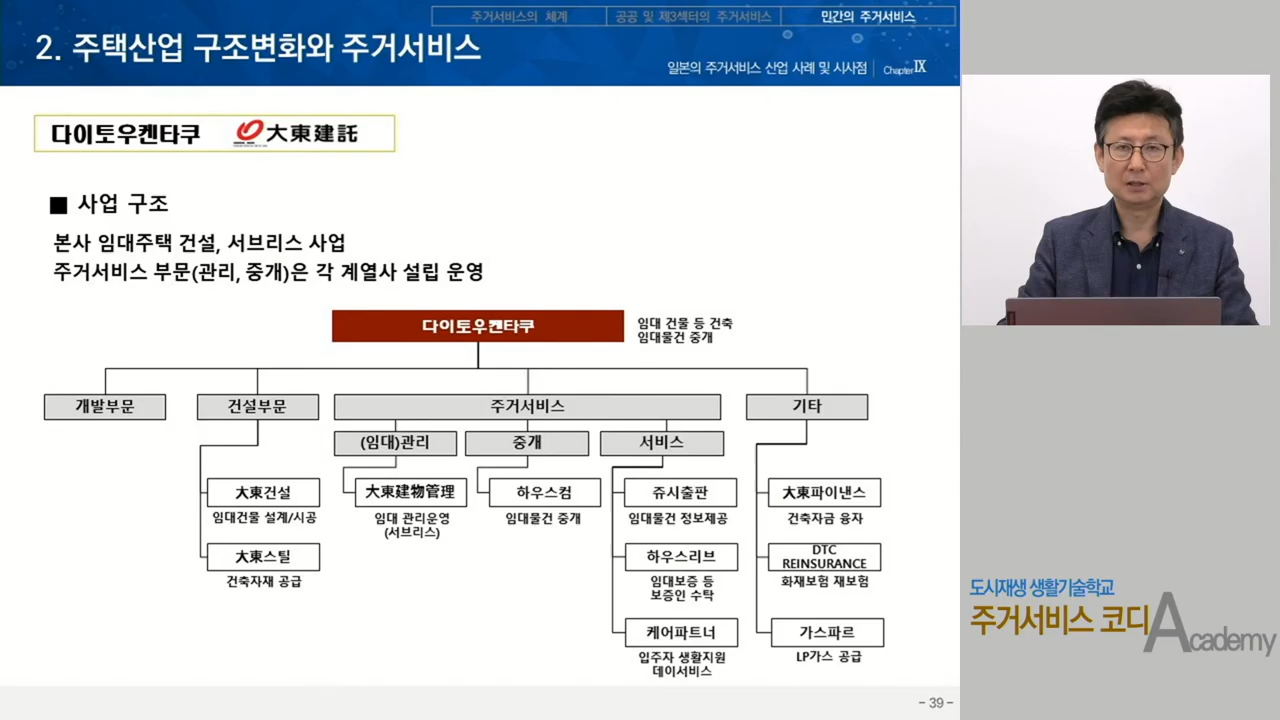 주거서비스의 체계
공공 및 제3섹터의 주거서비스
민간의 주거서비스
2. 주택산업 구조변화와 주거서비스
일본의 주거서비스 산업 사례 및 시사점
Chapter Ⅸ
다이토우켄타쿠
大東建託
■ 사업 구조
본사 임대주택 건설, 서브리스 사업
주거서비스 부문(관리, 중개)은 각 계열사 설립 운영
다이토우켄타쿠
임대 건물 등 건축
임대물건 중개
개발부문
건설부문
주거서비스
기타
(임대)관리
중개
서비스
大東건설
임대건물 설계/시공
大東스틸
건축자재 공급
大東建物管理
임대 관리운영
(서브리스)
하우스컴
임대물건 중개
쥬시출판
임대물건 정보제공
하우스리브
임대보증 등
보증인 수탁
케어파트너
입주자 생활지원
데이서비스
大東파이낸스
건축자금 융자
DTC
REINSURANCE
화재보험 재보험
가스파르
LP가스 공급
도시재생 생활기술학교
주거서비스 코디
Academy
- 39 -